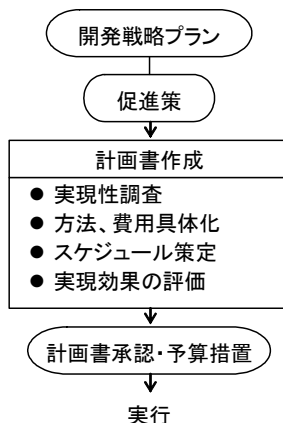 開発戦略プラン
促進策
計画書作成
● 実現性調査
● 方法、費用具体化
● スケジュール策定
● 実現効果の評価
計画書承認・予算措置
実行